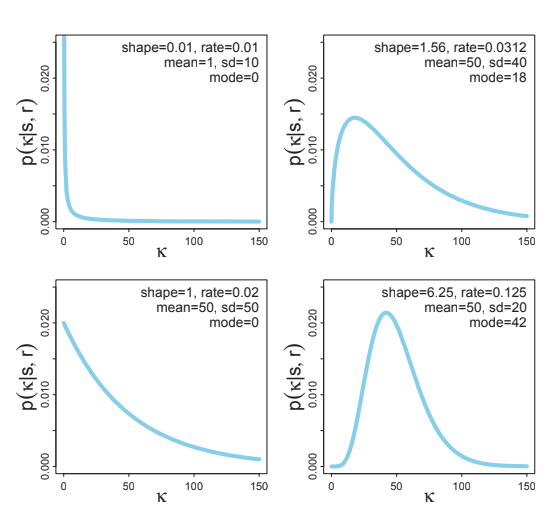 shape=0.01, rate=0.01
mean=1, sd=10
mode=0
p(κ|s, r)
0.000 0.010 0.020
0 50 100 150
κ
shape=1.56, rate=0.0312
mean=50, sd=40
mode=18
p(κ|s, r)
0.000 0.010 0.020
0 50 100 150
κ
shape=1, rate=0.02
mean=50, sd=50
mode=0
p(κ|s, r)
0.000 0.010 0.020
0 50 100 150
κ
shape=6.25, rate=0.125
mean=50, sd=20
mode=42
p(κ|s, r)
0.000 0.010 0.020
0 50 100 150
κ